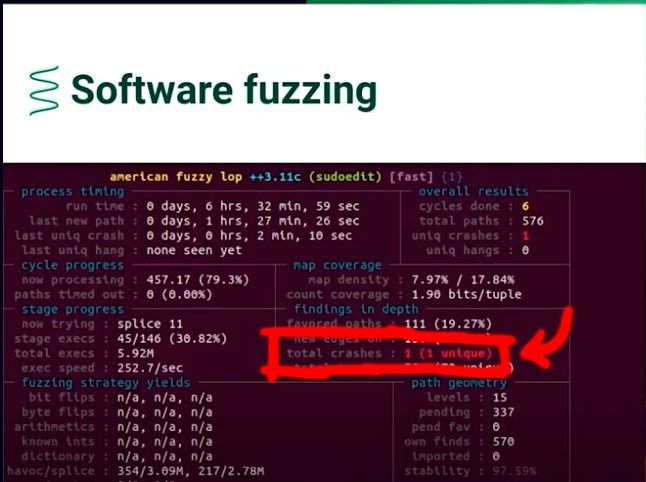 Software fuzzing
american fuzzy lop ++3.11c (sudoedit) [fast] {1}
process timing overall results
run time : 0 days, 6 hrs, 32 min, 59 sec cycles done : 6
last new path : 0 days, 1 hrs, 27 min, 26 sec total paths : 576
last uniq crash : 0 days, 0 hrs, 2 min, 10 sec uniq crashes : 1
last uniq hang : none seen yet uniq hangs : 0
cycle progress map coverage
now processing : 457.17 (79.3%) map density : 7.97% / 17.84%
paths timed out : 0 (0.00%) count coverage : 1.90 bits/tuple
stage progress findings in depth
now trying : splice 11 favored paths : 111 (19.27%)
stage execs : 45/146 (30.82%) new edges on :
total execs : 5.92M total crashes : 1 (1 unique)
exec speed : 252.7/sec
fuzzing strategy yields path geometry
bit flips : n/a, n/a, n/a levels : 15
byte flips : n/a, n/a, n/a pending : 337
arithmetics : n/a, n/a, n/a pend fav : 0
known ints : n/a, n/a, n/a own finds : 570
dictionary : n/a, n/a, n/a imported : 0
havoc/splice : 354/3.09M, 217/2.78M stability : 97.59%